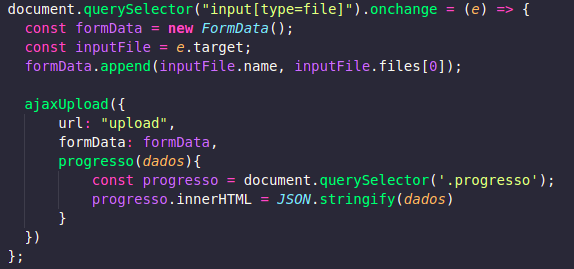 document.querySelector("input[type=file]").onchange = (e) => {
  const formData = new FormData();
  const inputFile = e.target;
  formData.append(inputFile.name, inputFile.files[0]);

  ajaxUpload({
      url: "upload",
      formData: formData,
      progresso(dados){
          const progresso = document.querySelector('.progresso');
          progresso.innerHTML = JSON.stringify(dados)
      }
  })
};